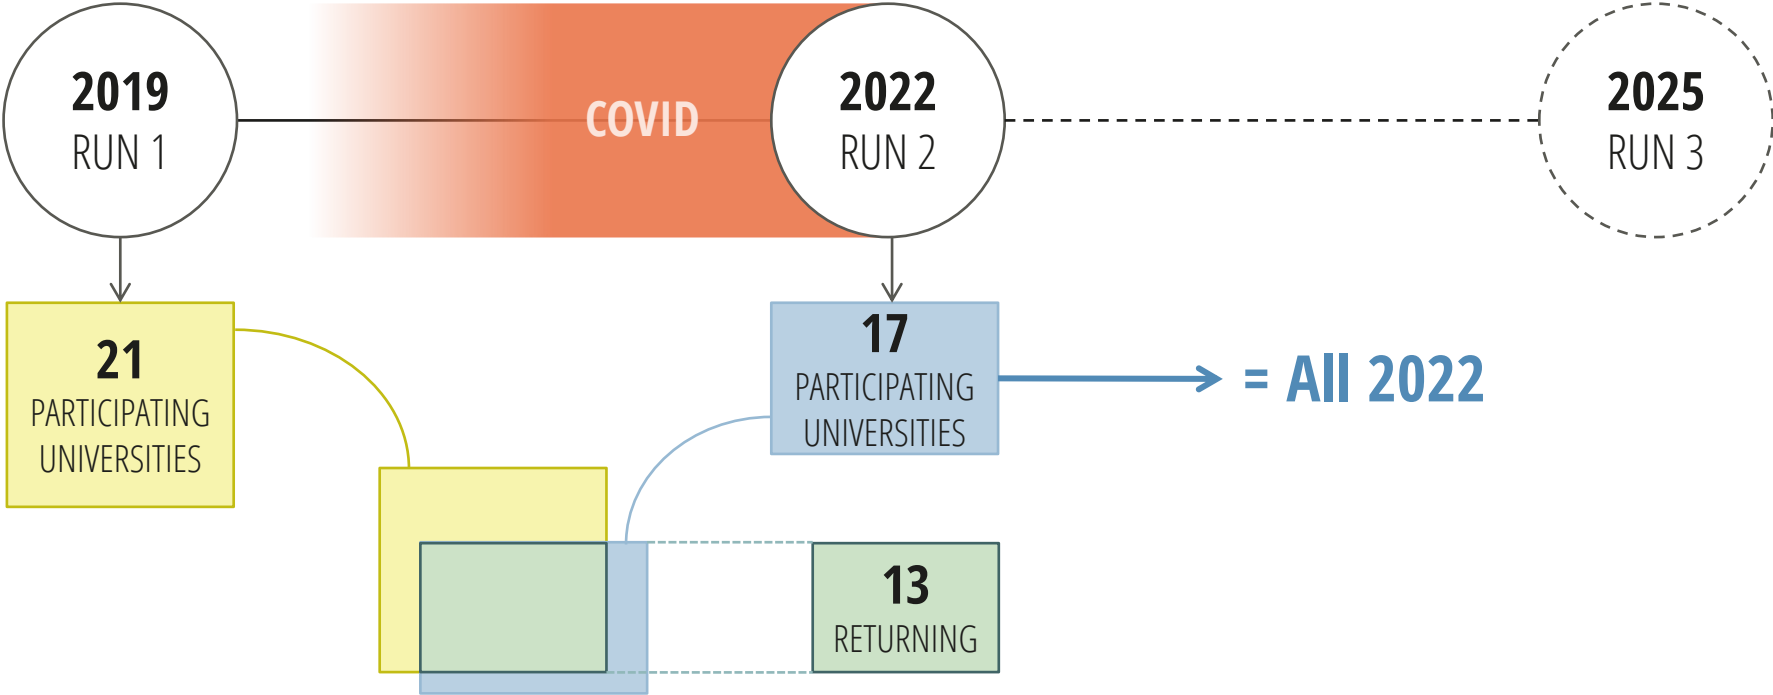 2019
RUN 1
COVID
2022
RUN 2
2025
RUN 3
21
PARTICIPATING
UNIVERSITIES
17
PARTICIPATING
UNIVERSITIES
= All 2022
13
RETURNING